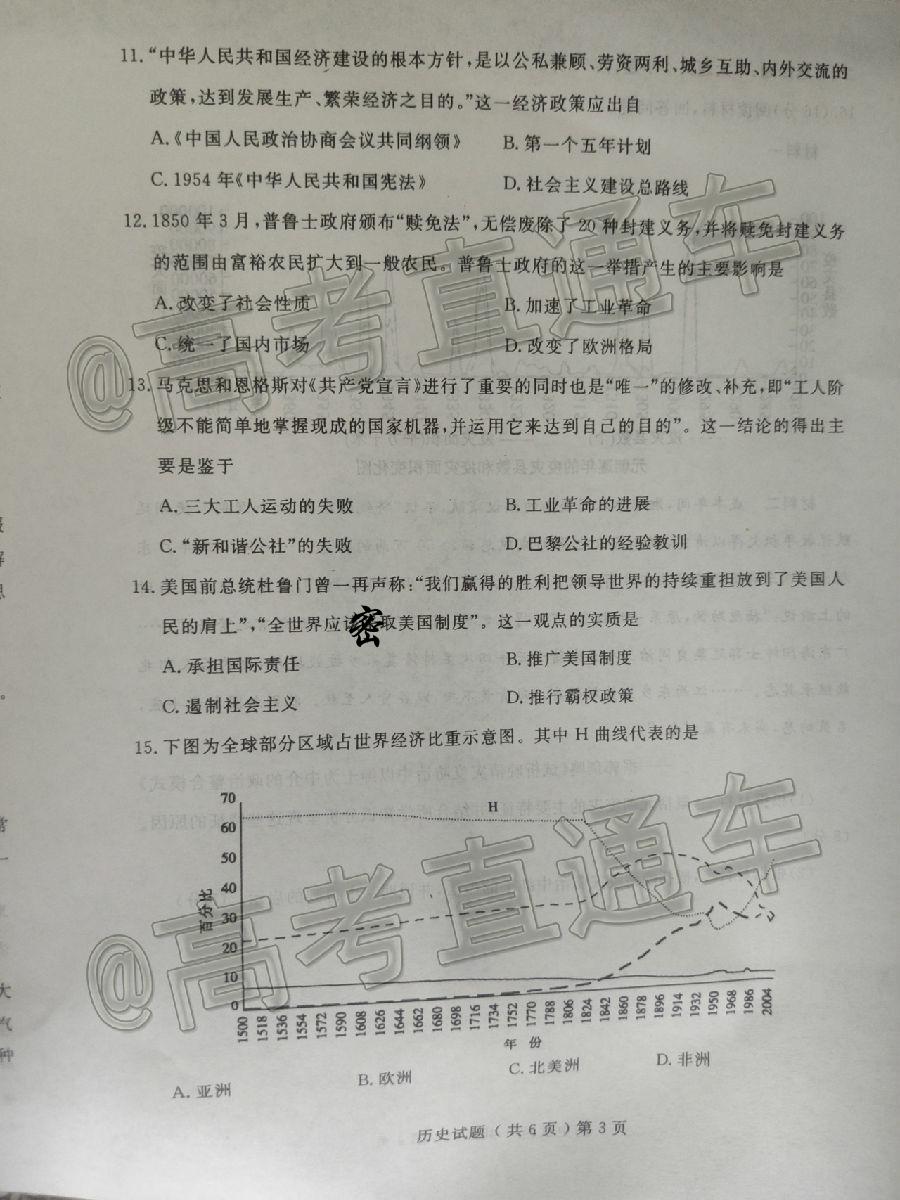 11.“中华人民共和国经济建设的根本方针,是以公私兼顾、劳资两利、城乡互助、内外交流的
政策,达到发展生产、繁荣经济之目的。”这一经济政策应出自
A.《中国人民政治协商会议共同纲领》 B. 第一个五年计划
C. 1954 年《中华人民共和国宪法》 D. 社会主义建设总路线
12. 1850 年 3 月,普鲁士政府颁布“赎免法”,无偿废除了 20 种封建义务,并将赎免封建义务
的范围由富裕农民扩大到一般农民。普鲁士政府的这一举措产生的主要影响是
A. 改变了社会性质 B. 加速了工业革命
C. 统一了国内市场 D. 改变了欧洲格局
13. 马克思和恩格斯对《共产党宣言》进行了重要的同时也是“唯一”的修改、补充,即“工人阶
级不能简单地掌握现成的国家机器,并运用它来达到自己的目的”。这一结论的得出主
要是鉴于
A. 三大工人运动的失败 B. 工业革命的进展
C.“新和谐公社”的失败 D. 巴黎公社的经验教训
14. 美国前总统杜鲁门曾一再声称:“我们赢得的胜利把领导世界的持续重担放到了美国人
民的肩上”,“全世界应 密 取美国制度”。这一观点的实质是
A. 承担国际责任 B. 推广美国制度
C. 遏制社会主义 D. 推行霸权政策
15. 下图为全球部分区域占世界经济比重示意图。其中 H 曲线代表的是
H
70
60
50
40
30
20
10
0
百分比
1500 1518 1536 1554 1572 1590 1608 1626 1644 1662 1680 1698 1716 1734 1752 1770 1788 1806 1824 1842 1860 1878 1896 1914 1932 1950 1968 1986 2004
年 份
A. 亚洲 B. 欧洲 C. 北美洲 D. 非洲
历史试题(共 6 页)第 3 页
@高考直通车
@高考直通车